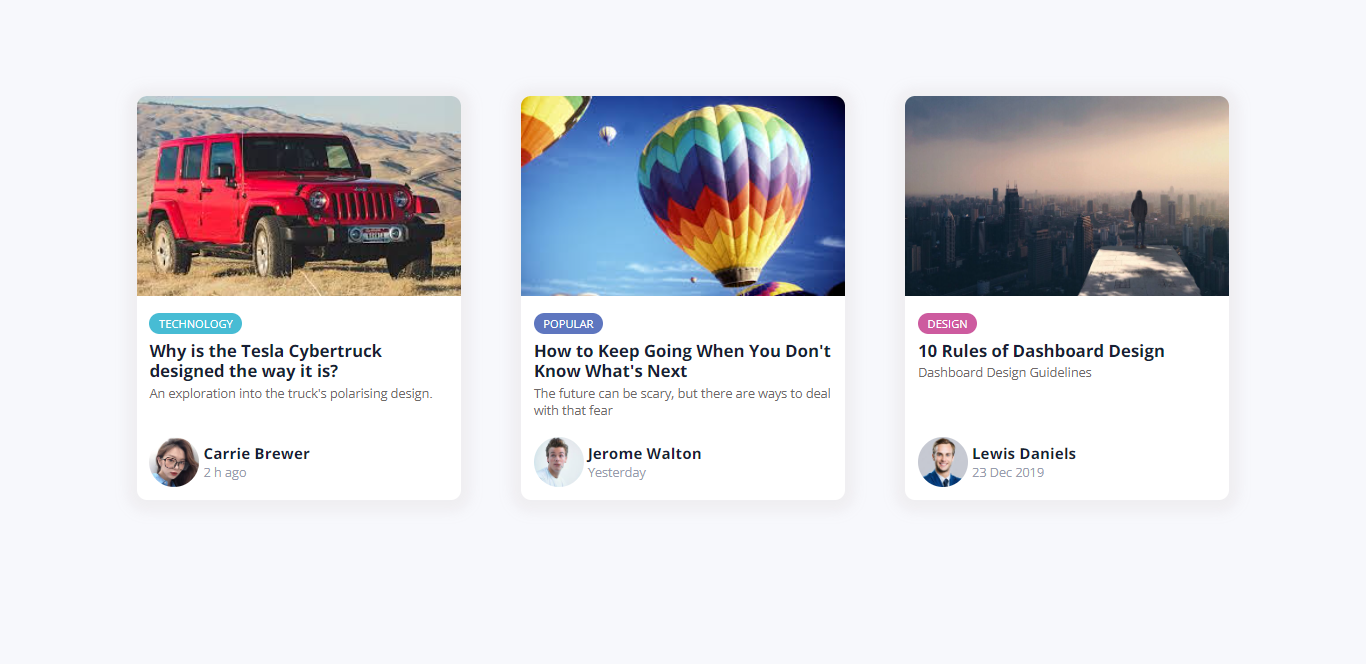 TECHNOLOGY
Why is the Tesla Cybertruck
designed the way it is?
An exploration into the truck's polarising design.
Carrie Brewer
2 h ago
POPULAR
How to Keep Going When You Don't
Know What's Next
The future can be scary, but there are ways to deal
with that fear
Jerome Walton
Yesterday
DESIGN
10 Rules of Dashboard Design
Dashboard Design Guidelines
Lewis Daniels
23 Dec 2019